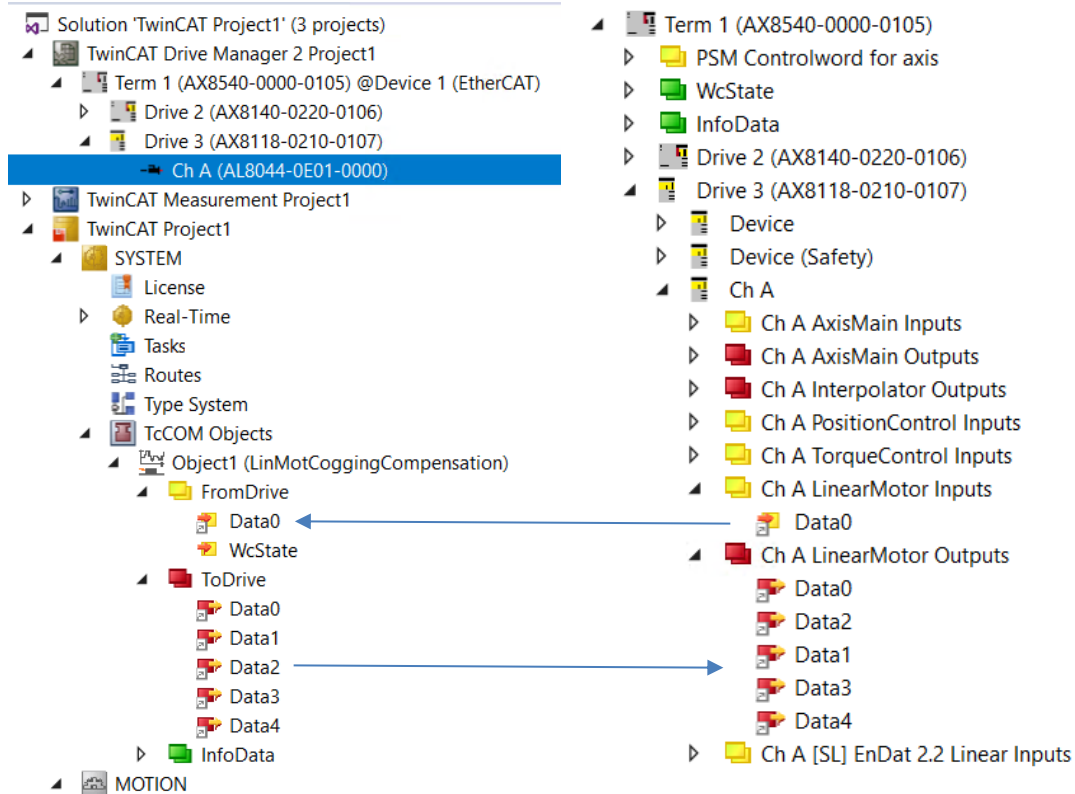 Solution 'TwinCAT Project1' (3 projects)
TwinCAT Drive Manager 2 Project1
Term 1 (AX8540-0000-0105) @Device 1 (EtherCAT)
Drive 2 (AX8140-0220-0106)
Drive 3 (AX8118-0210-0107)
Ch A (AL8044-0E01-0000)
TwinCAT Measurement Project1
TwinCAT Project1
SYSTEM
License
Real-Time
Tasks
Routes
Type System
TcCOM Objects
Object1 (LinMotCoggingCompensation)
FromDrive
Data0
WcState
ToDrive
Data0
Data1
Data2
Data3
Data4
InfoData
MOTION
Term 1 (AX8540-0000-0105)
PSM Controlword for axis
WcState
InfoData
Drive 2 (AX8140-0220-0106)
Drive 3 (AX8118-0210-0107)
Device
Device (Safety)
Ch A
Ch A AxisMain Inputs
Ch A AxisMain Outputs
Ch A Interpolator Outputs
Ch A PositionControl Inputs
Ch A TorqueControl Inputs
Ch A LinearMotor Inputs
Data0
Ch A LinearMotor Outputs
Data0
Data2
Data1
Data3
Data4
Ch A [SL] EnDat 2.2 Linear Inputs